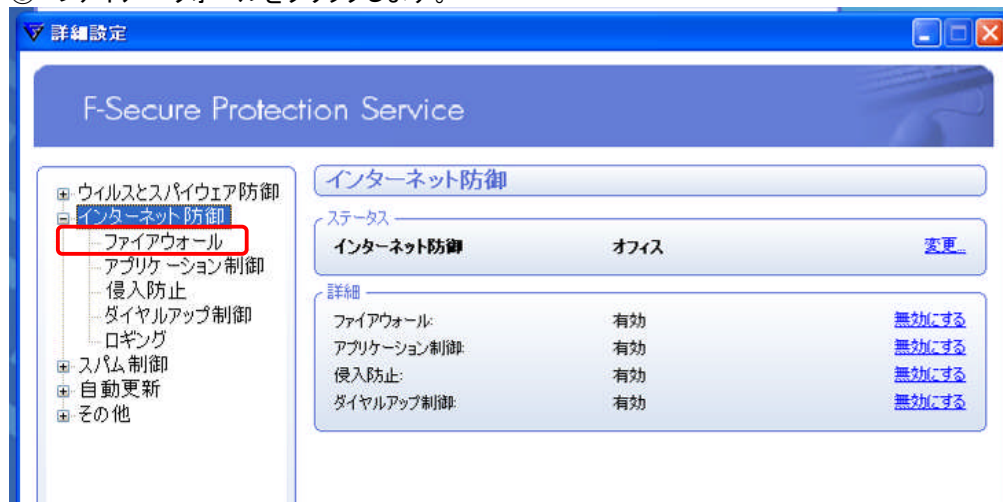 詳細設定
F-Secure Protection Service
ウィルスとスパイウェア防御
インターネット防御
ファイアウォール
アプリケーション制御
侵入防止
ダイヤルアップ制御
ロギング
スパム制御
自動更新
その他
インターネット防御
ステータス
インターネット防御 オフィス 変更...
詳細
ファイアウォール: 有効 無効にする
アプリケーション制御: 有効 無効にする
侵入防止: 有効 無効にする
ダイヤルアップ制御: 有効 無効にする